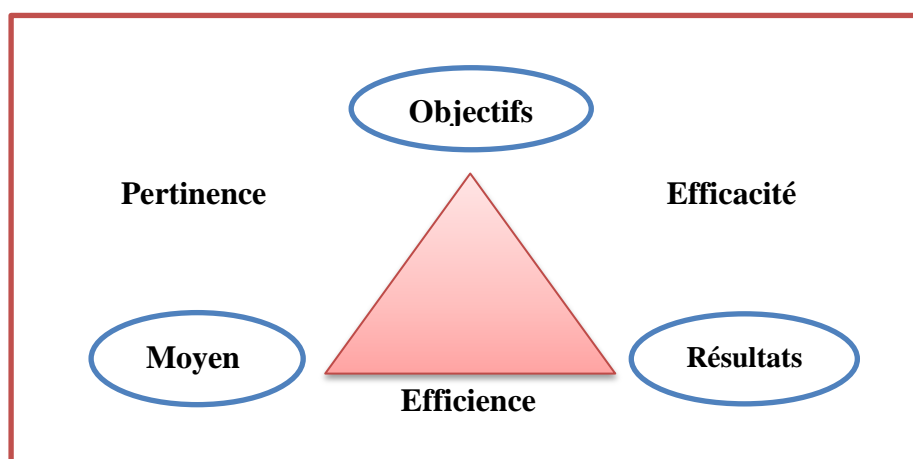 Objectifs
Pertinence
Efficacité
Moyen
Résultats
Efficience